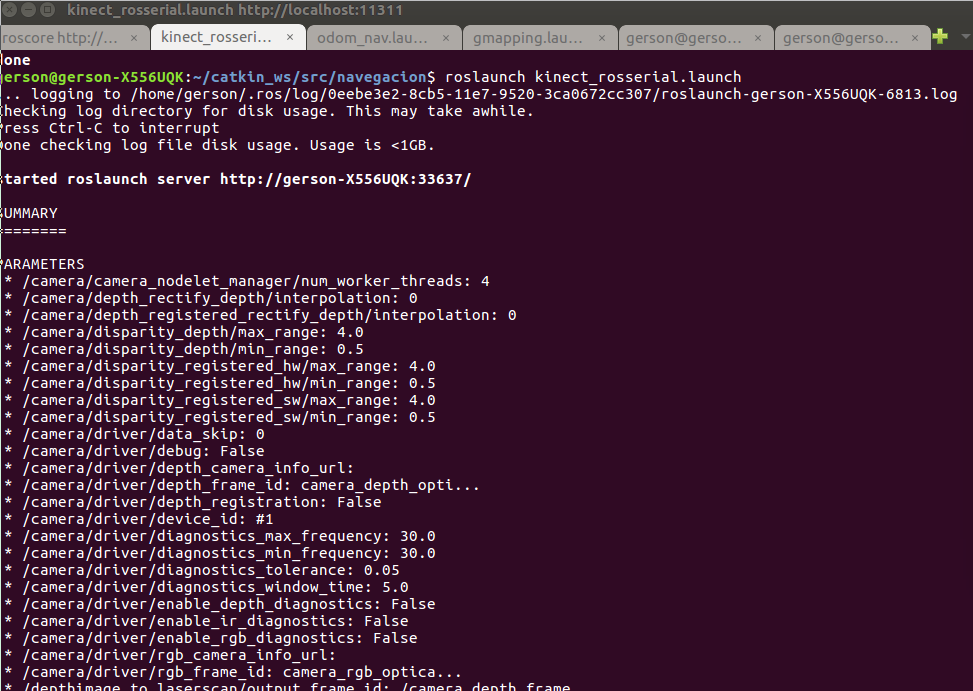 kinect_rosserial.launch http://localhost:11311
roscore http://... × kinect_rosseri... × odom_nav.lau... × gmapping.lau... × gerson@gerso... × gerson@gerso... ×
done
gerson@gerson-X556UQK:~/catkin_ws/src/navegacion$ roslaunch kinect_rosserial.launch
... logging to /home/gerson/.ros/log/0eebe3e2-8cb5-11e7-9520-3ca0672cc307/roslaunch-gerson-X556UQK-6813.log
Checking log directory for disk usage. This may take awhile.
Press Ctrl-C to interrupt
Done checking log file disk usage. Usage is <1GB.
started roslaunch server http://gerson-X556UQK:33637/
SUMMARY
========
PARAMETERS
* /camera/camera_nodelet_manager/num_worker_threads: 4
* /camera/depth_rectify_depth/interpolation: 0
* /camera/depth_registered_rectify_depth/interpolation: 0
* /camera/disparity_depth/max_range: 4.0
* /camera/disparity_depth/min_range: 0.5
* /camera/disparity_registered_hw/max_range: 4.0
* /camera/disparity_registered_hw/min_range: 0.5
* /camera/disparity_registered_sw/max_range: 4.0
* /camera/disparity_registered_sw/min_range: 0.5
* /camera/driver/data_skip: 0
* /camera/driver/debug: False
* /camera/driver/depth_camera_info_url:
* /camera/driver/depth_frame_id: camera_depth_opti...
* /camera/driver/depth_registration: False
* /camera/driver/device_id: #1
* /camera/driver/diagnostics_max_frequency: 30.0
* /camera/driver/diagnostics_min_frequency: 30.0
* /camera/driver/diagnostics_tolerance: 0.05
* /camera/driver/diagnostics_window_time: 5.0
* /camera/driver/enable_depth_diagnostics: False
* /camera/driver/enable_ir_diagnostics: False
* /camera/driver/enable_rgb_diagnostics: False
* /camera/driver/rgb_camera_info_url:
* /camera/driver/rgb_frame_id: camera_rgb_optica...
* /depthimage_to_laserscan/output_frame_id: /camera_depth_frame